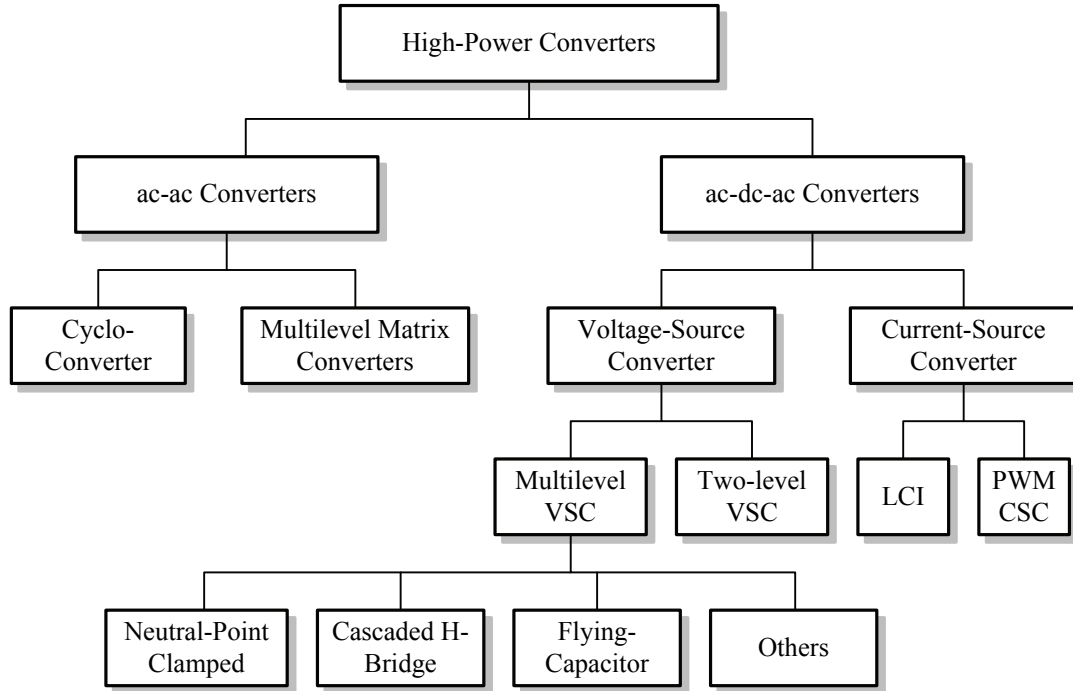 High-Power Converters
ac-ac Converters
ac-dc-ac Converters
Cyclo-
Converter
Multilevel Matrix
Converters
Voltage-Source
Converter
Current-Source
Converter
Multilevel
VSC
Two-level
VSC
LCI
PWM
CSC
Neutral-Point
Clamped
Cascaded H-
Bridge
Flying-
Capacitor
Others